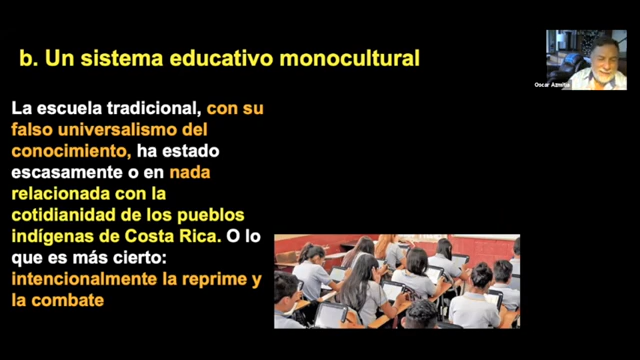 b. Un sistema educativo monocultural
La escuela tradicional, con su
falso universalismo del
conocimiento, ha estado
escasamente o en nada
relacionada con la
cotidianidad de los pueblos
indígenas de Costa Rica. O lo
que es más cierto:
intencionalmente la reprime y
la combate
Oscar